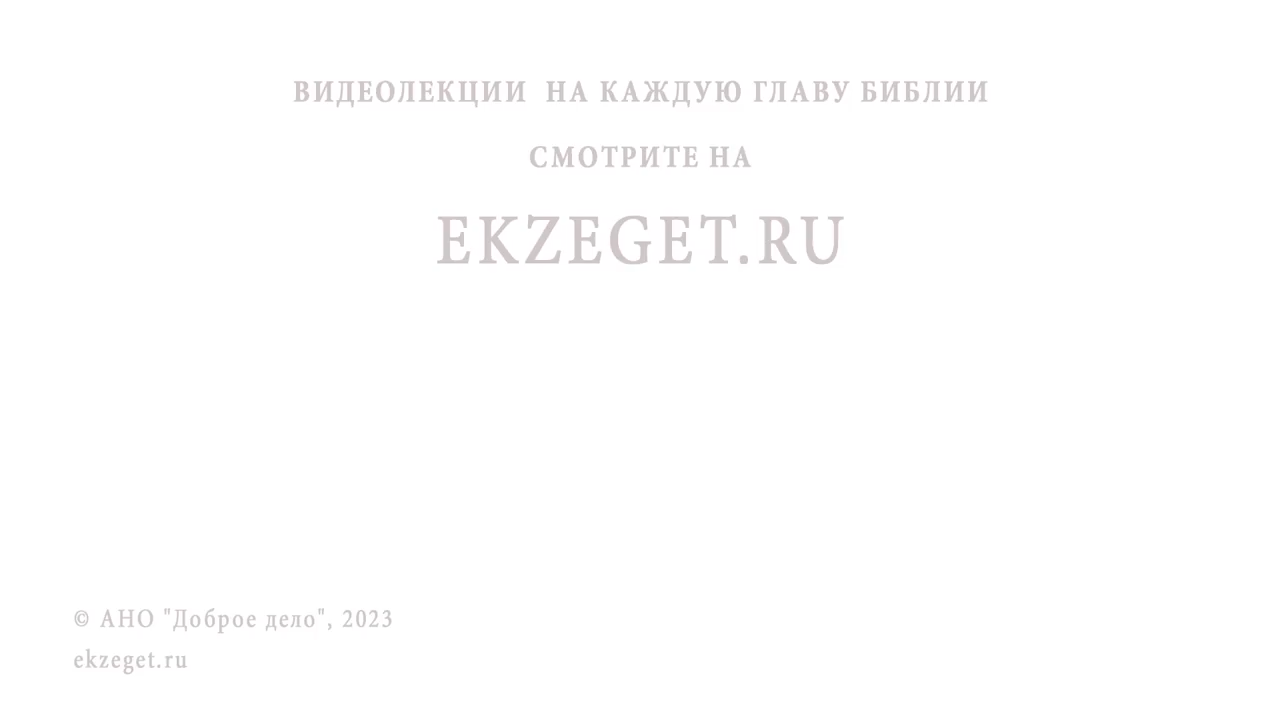 ВИДЕОЛЕКЦИИ НА КАЖДУЮ ГЛАВУ БИБЛИИ
СМОТРИТЕ НА
EKZEGET.RU
© АНО "Доброе дело", 2023
ekzeget.ru